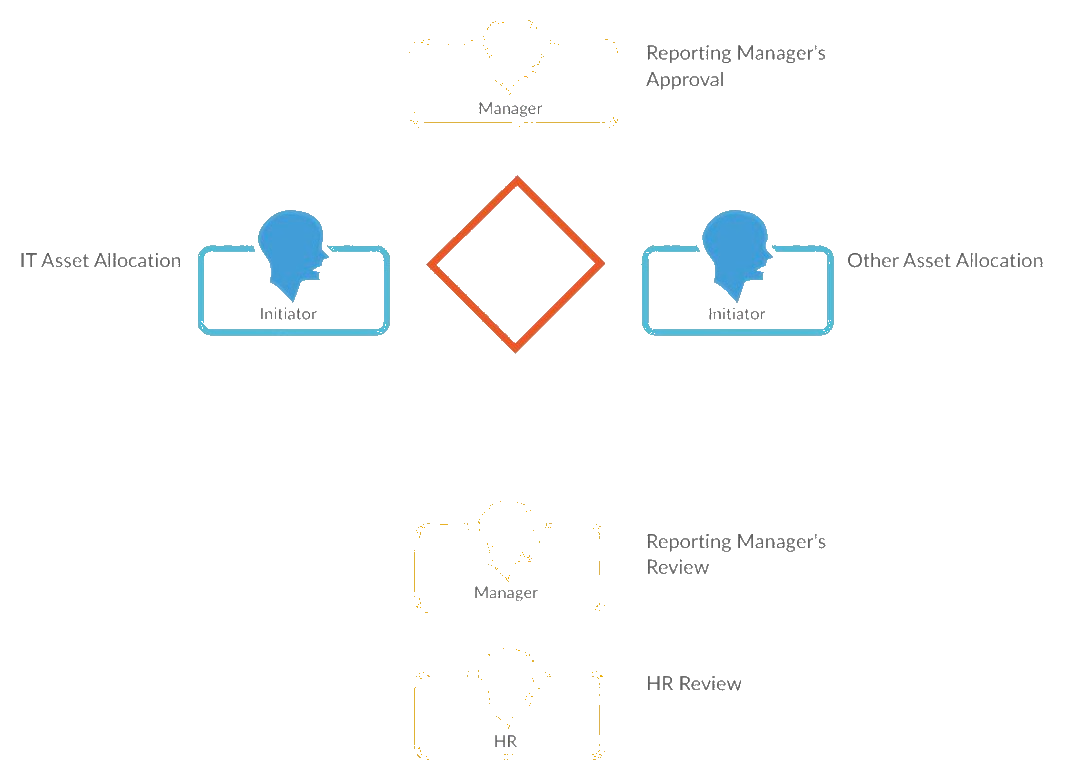 Reporting Manager's
Approval
Manager
IT Asset Allocation
Initiator
Initiator
Other Asset Allocation
Reporting Manager's
Review
Manager
HR Review
HR